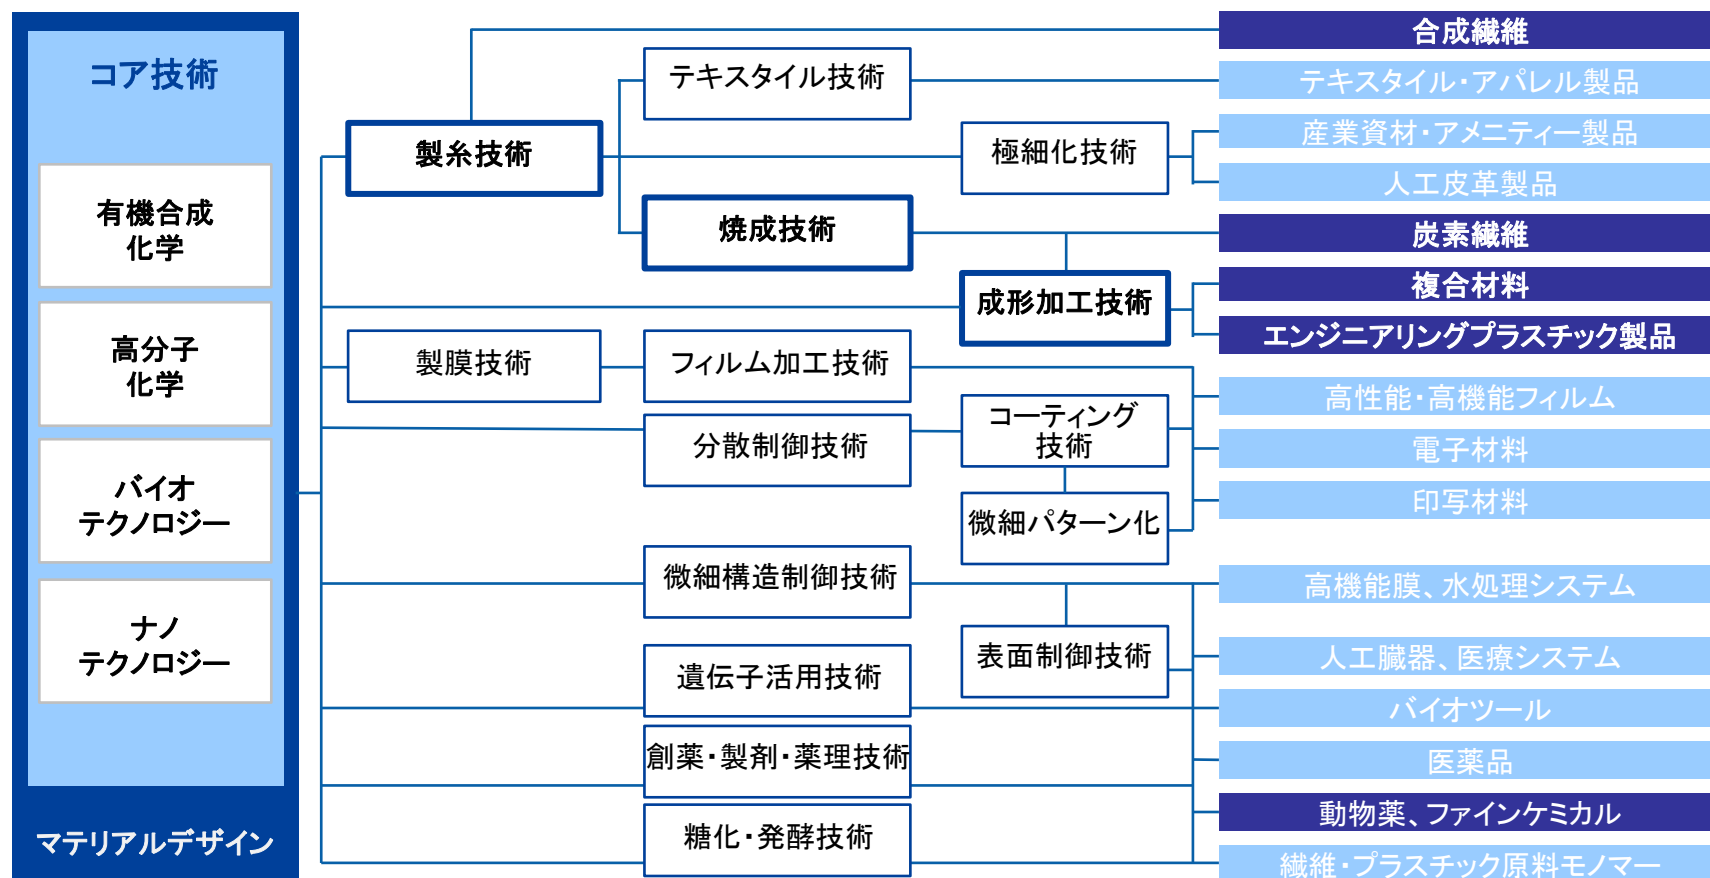 コア技術
有機合成
化学
高分子
化学
バイオ
テクノロジー
ナノ
テクノロジー
マテリアルデザイン
製糸技術
製膜技術
テキスタイル技術
焼成技術
フィルム加工技術
分散制御技術
微細構造制御技術
遺伝子活用技術
創薬・製剤・薬理技術
糖化・発酵技術
極細化技術
成形加工技術
コーティング
技術
微細パターン化
表面制御技術
合成繊維
テキスタイル・アパレル製品
産業資材・アメニティー製品
人工皮革製品
炭素繊維
複合材料
エンジニアリングプラスチック製品
高性能・高機能フィルム
電子材料
印写材料
高機能膜、水処理システム
人工臓器、医療システム
バイオツール
医薬品
動物薬、ファインケミカル
繊維・プラスチック原料モノマー